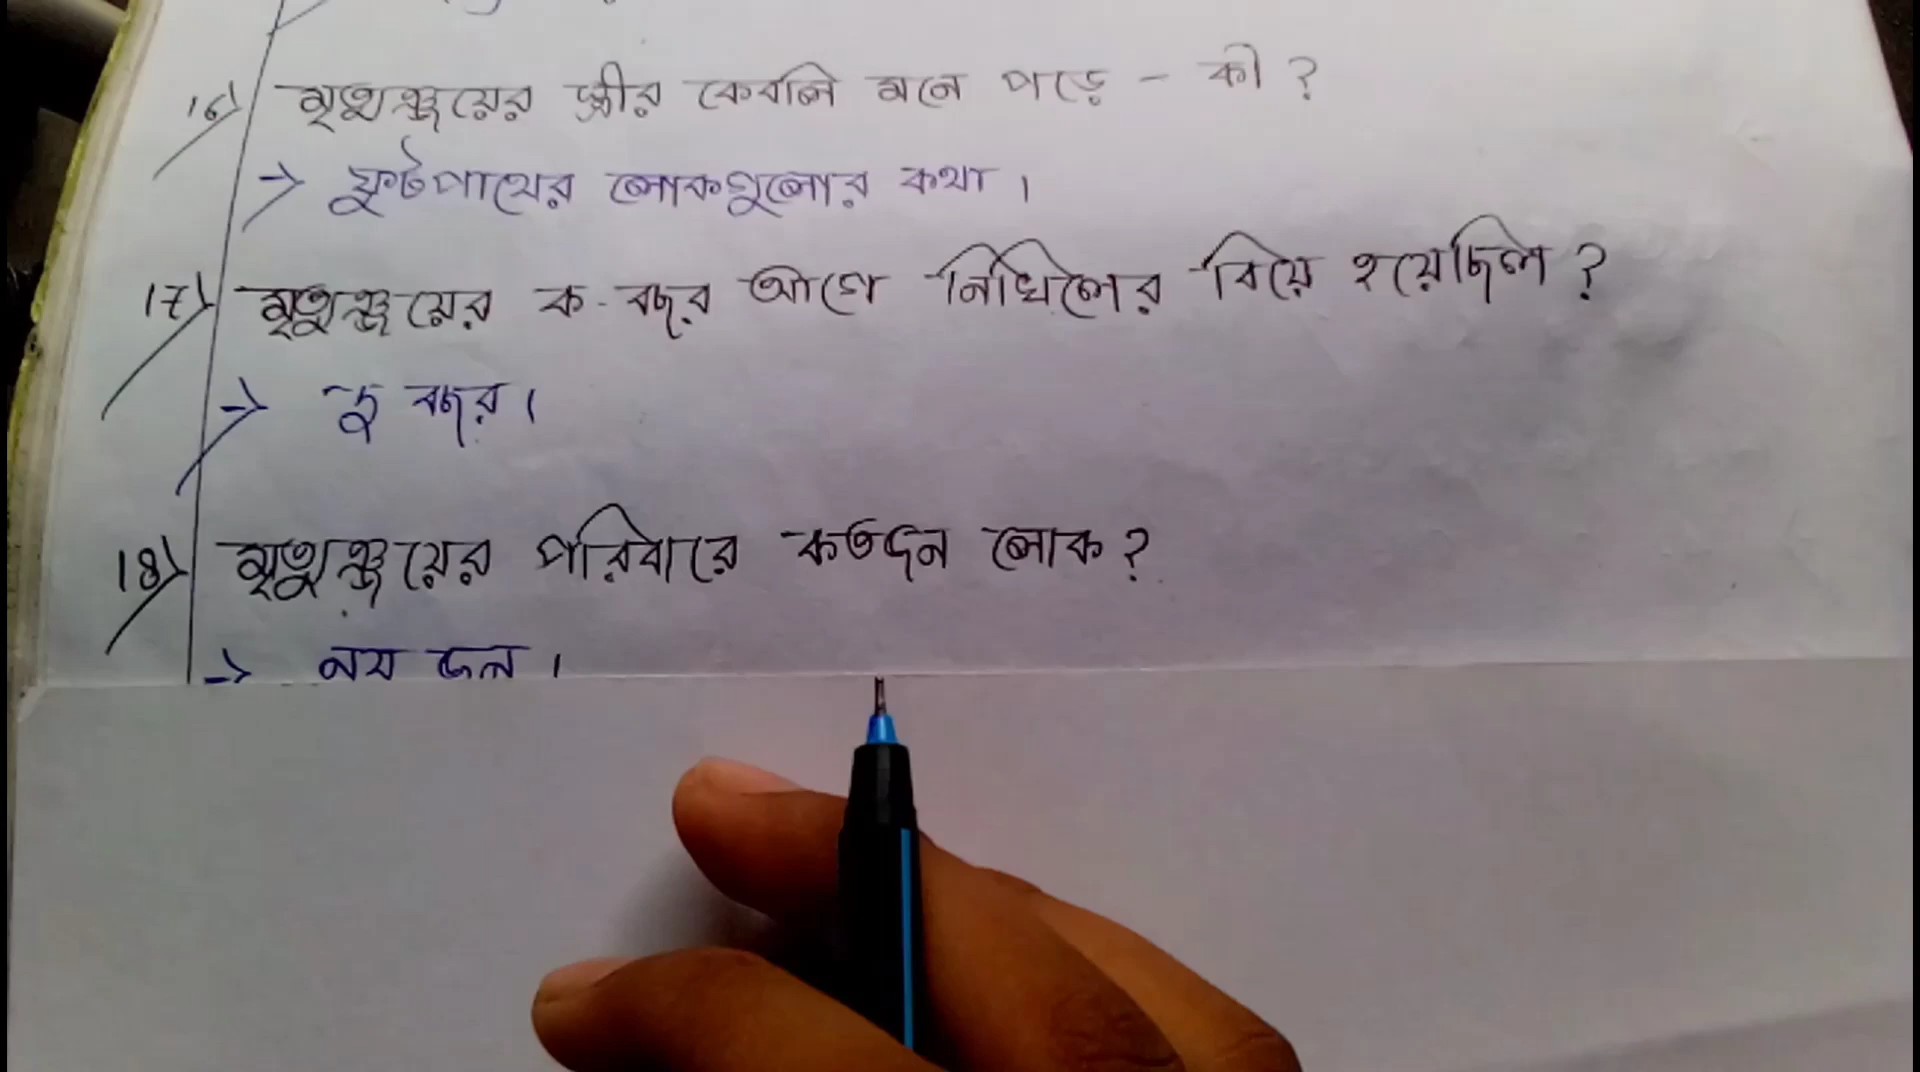 16) মৃত্যুঞ্জয়ের স্ত্রীর কেবলি মনে পড়ে - কী ?
→ ফুটপাথের লোকগুলোর কথা ।
17) মৃত্যুঞ্জয়ের ক-বছর আগে নিখিলের বিয়ে হয়েছিল ?
→ দু বছর ।
18) মৃত্যুঞ্জয়ের পরিবারে কতজন লোক ?
→ নয় জন ।